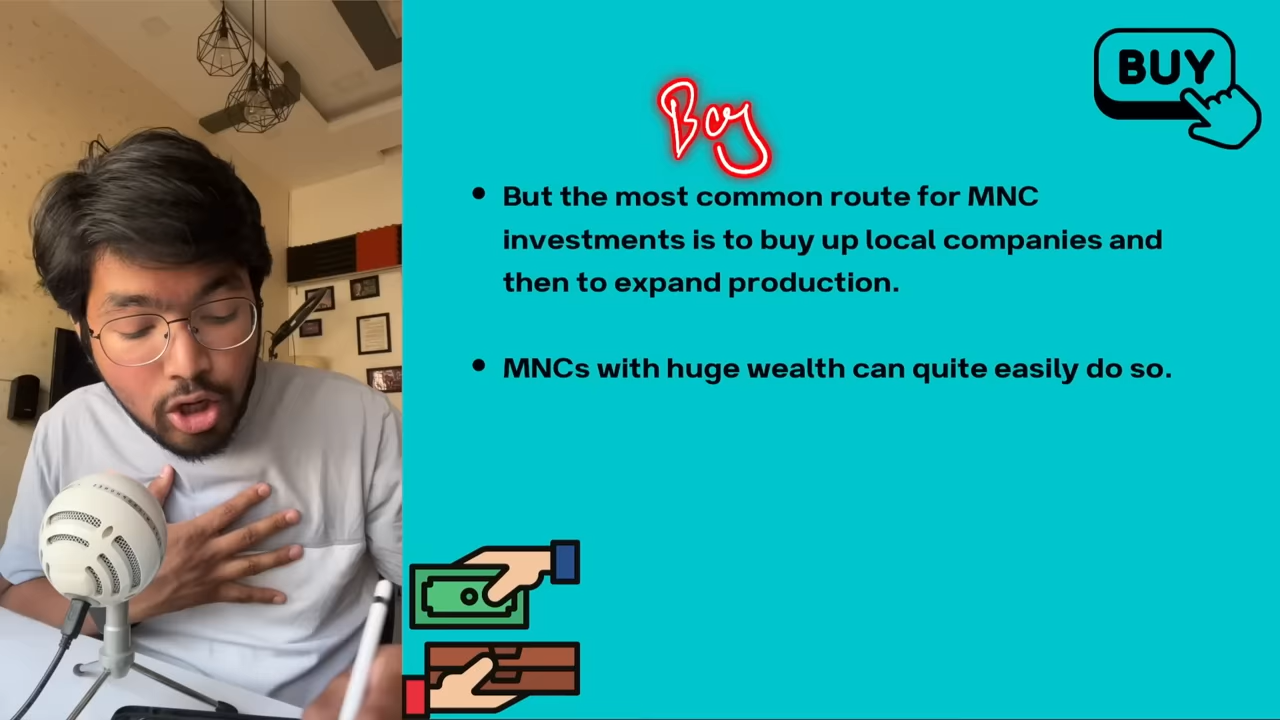 BUY
Buy
• But the most common route for MNC
investments is to buy up local companies and
then to expand production.
• MNCs with huge wealth can quite easily do so.